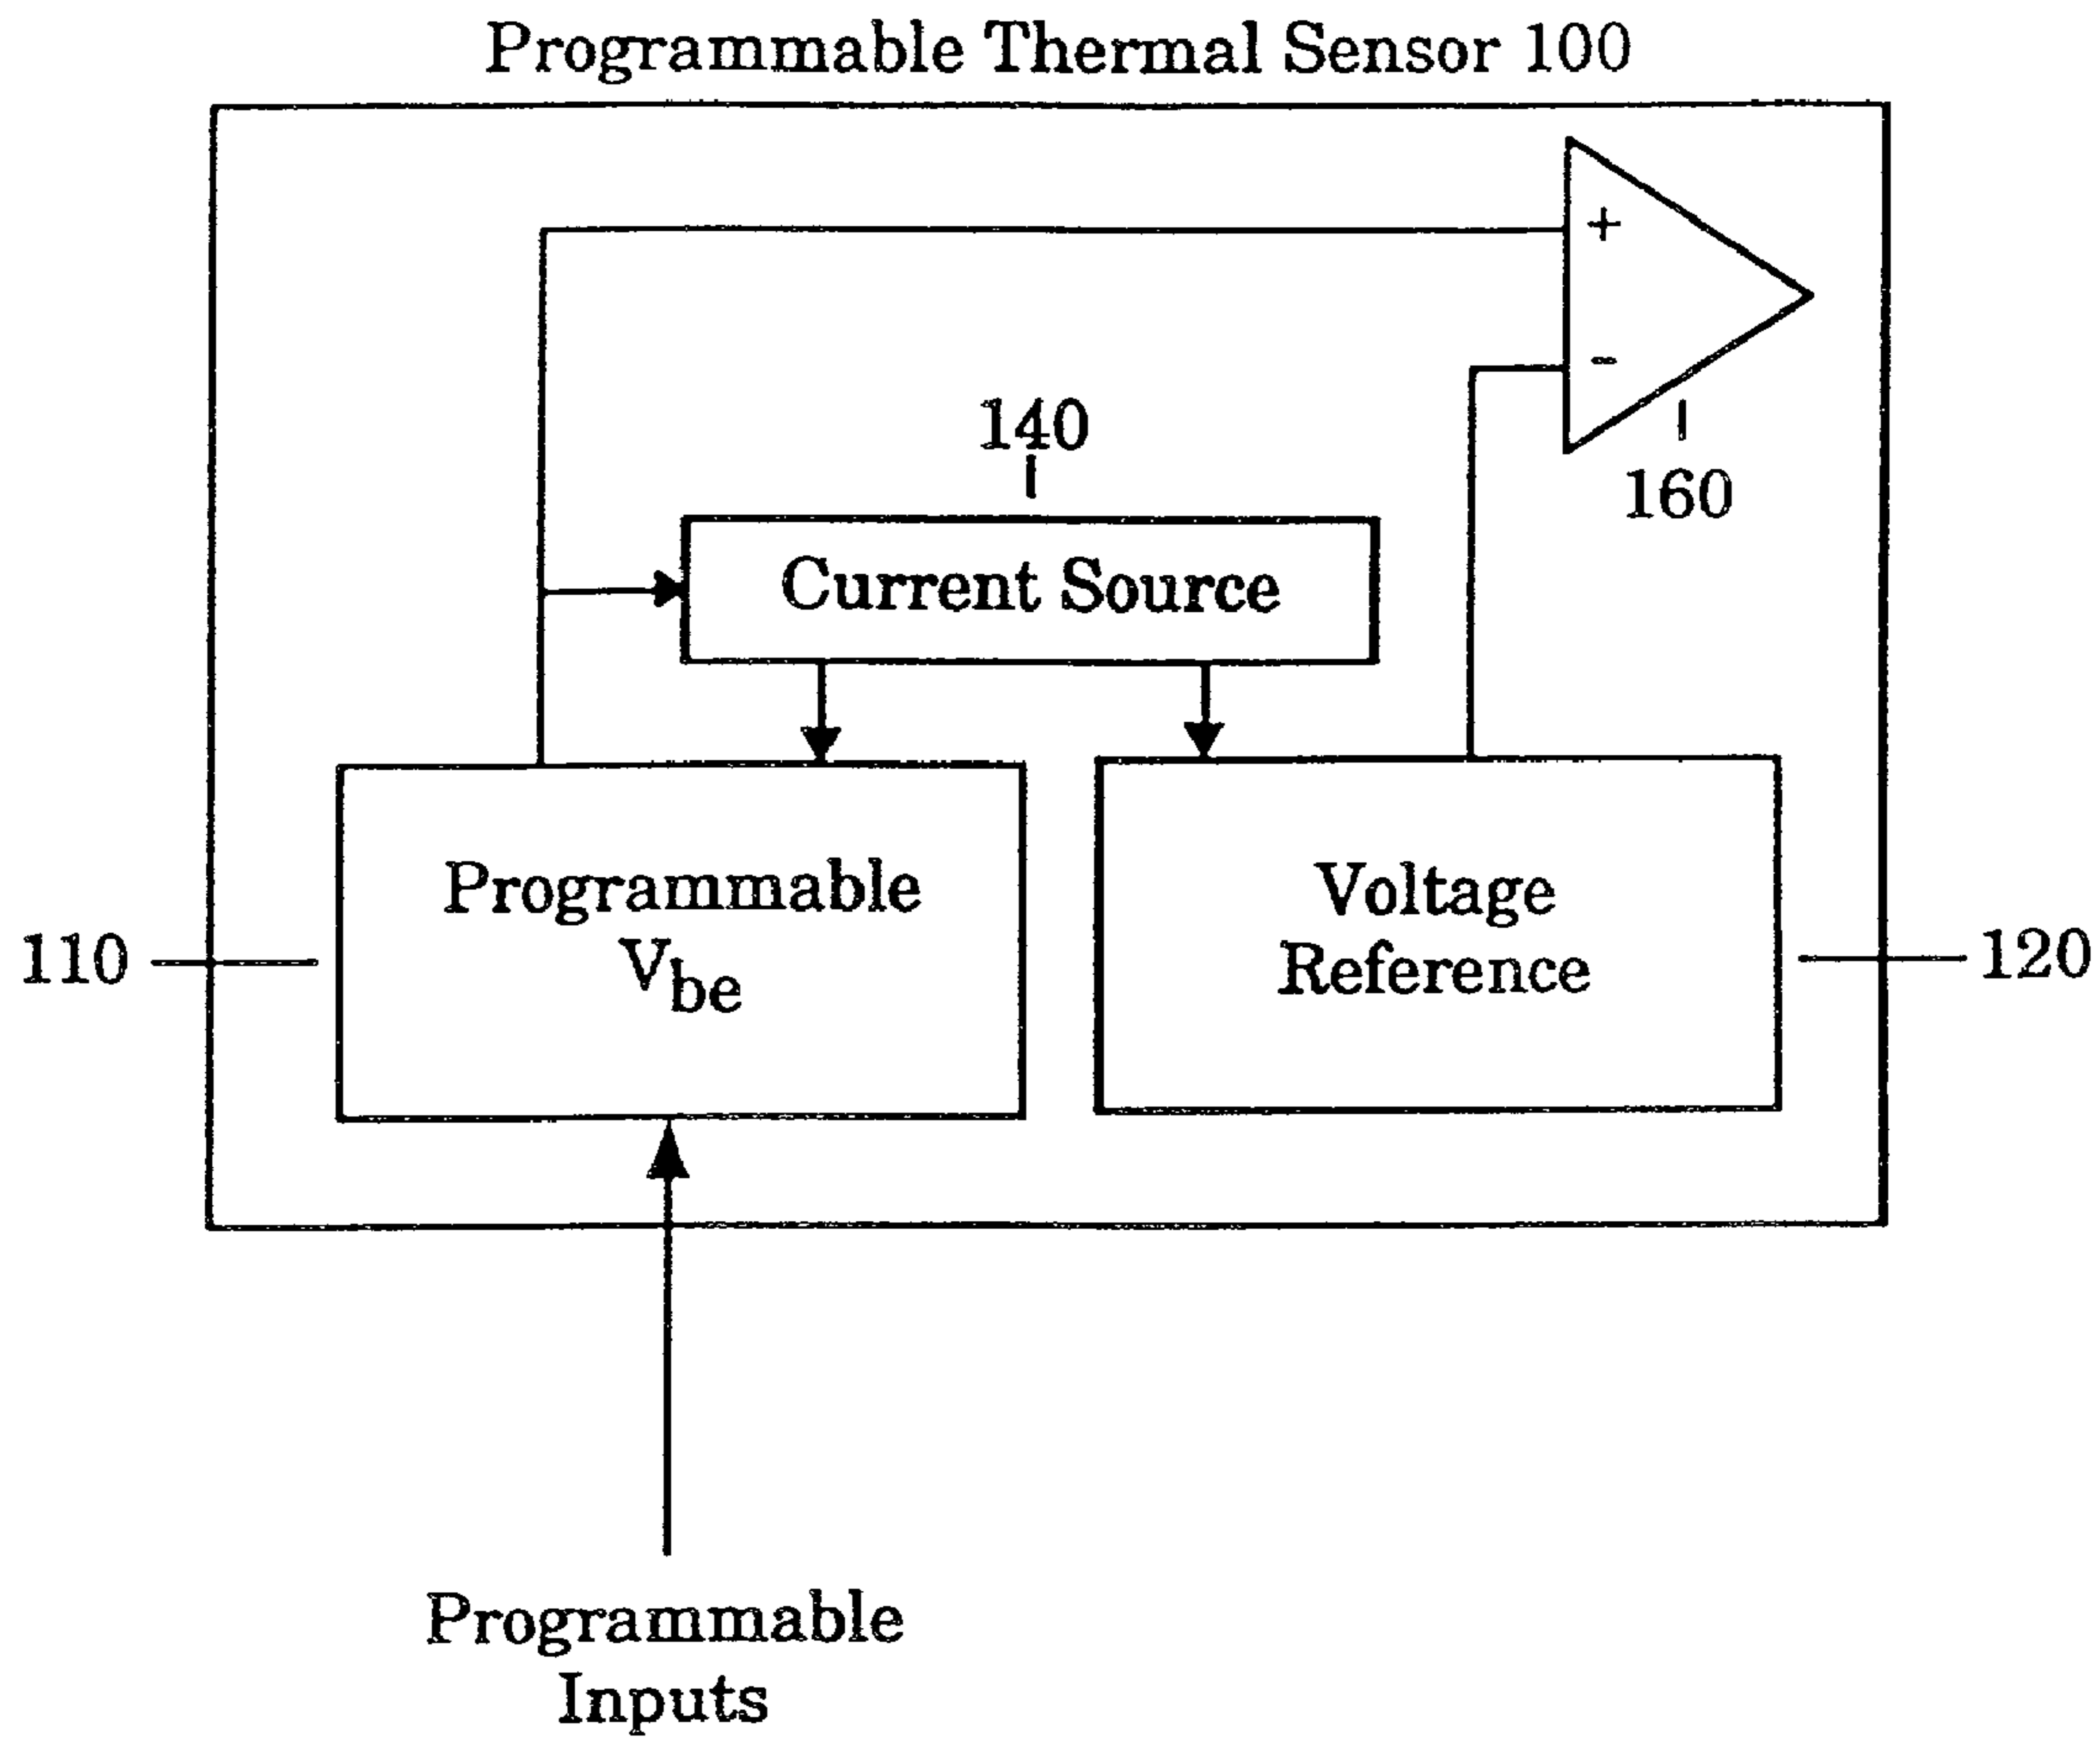 Programmable Thermal Sensor 100
+
-
140
160
Current Source
Programmable
Vbe
Voltage
Reference
110
120
Programmable
Inputs